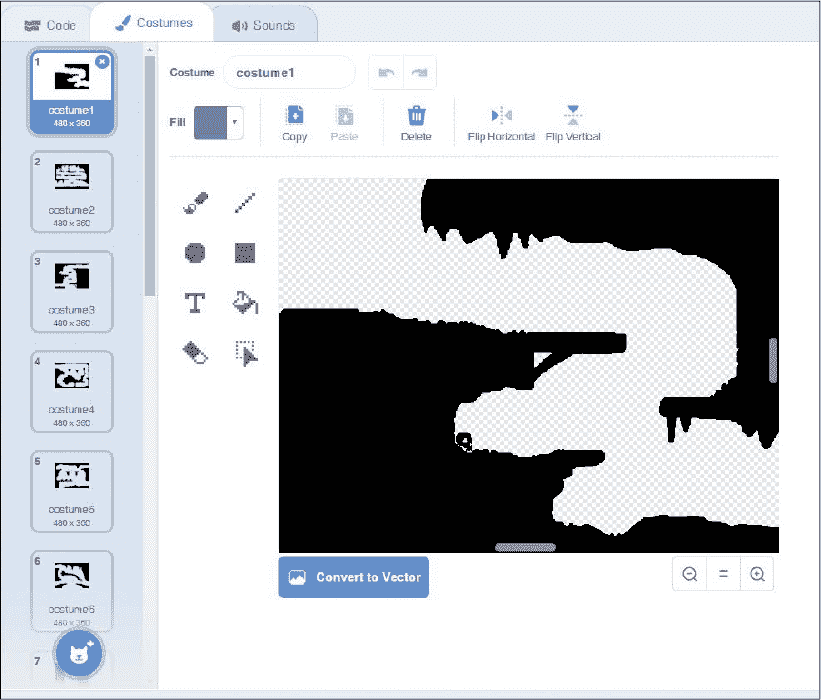 Code
Costumes
Sounds
1
costume1
480 x 360
2
costume2
480 x 360
3
costume3
480 x 360
4
costume4
480 x 360
5
costume5
480 x 360
6
costume6
480 x 360
7
Costume
costume1
Fill
Copy
Paste
Delete
Flip Horizontal
Flip Vertical
T
Convert to Vector